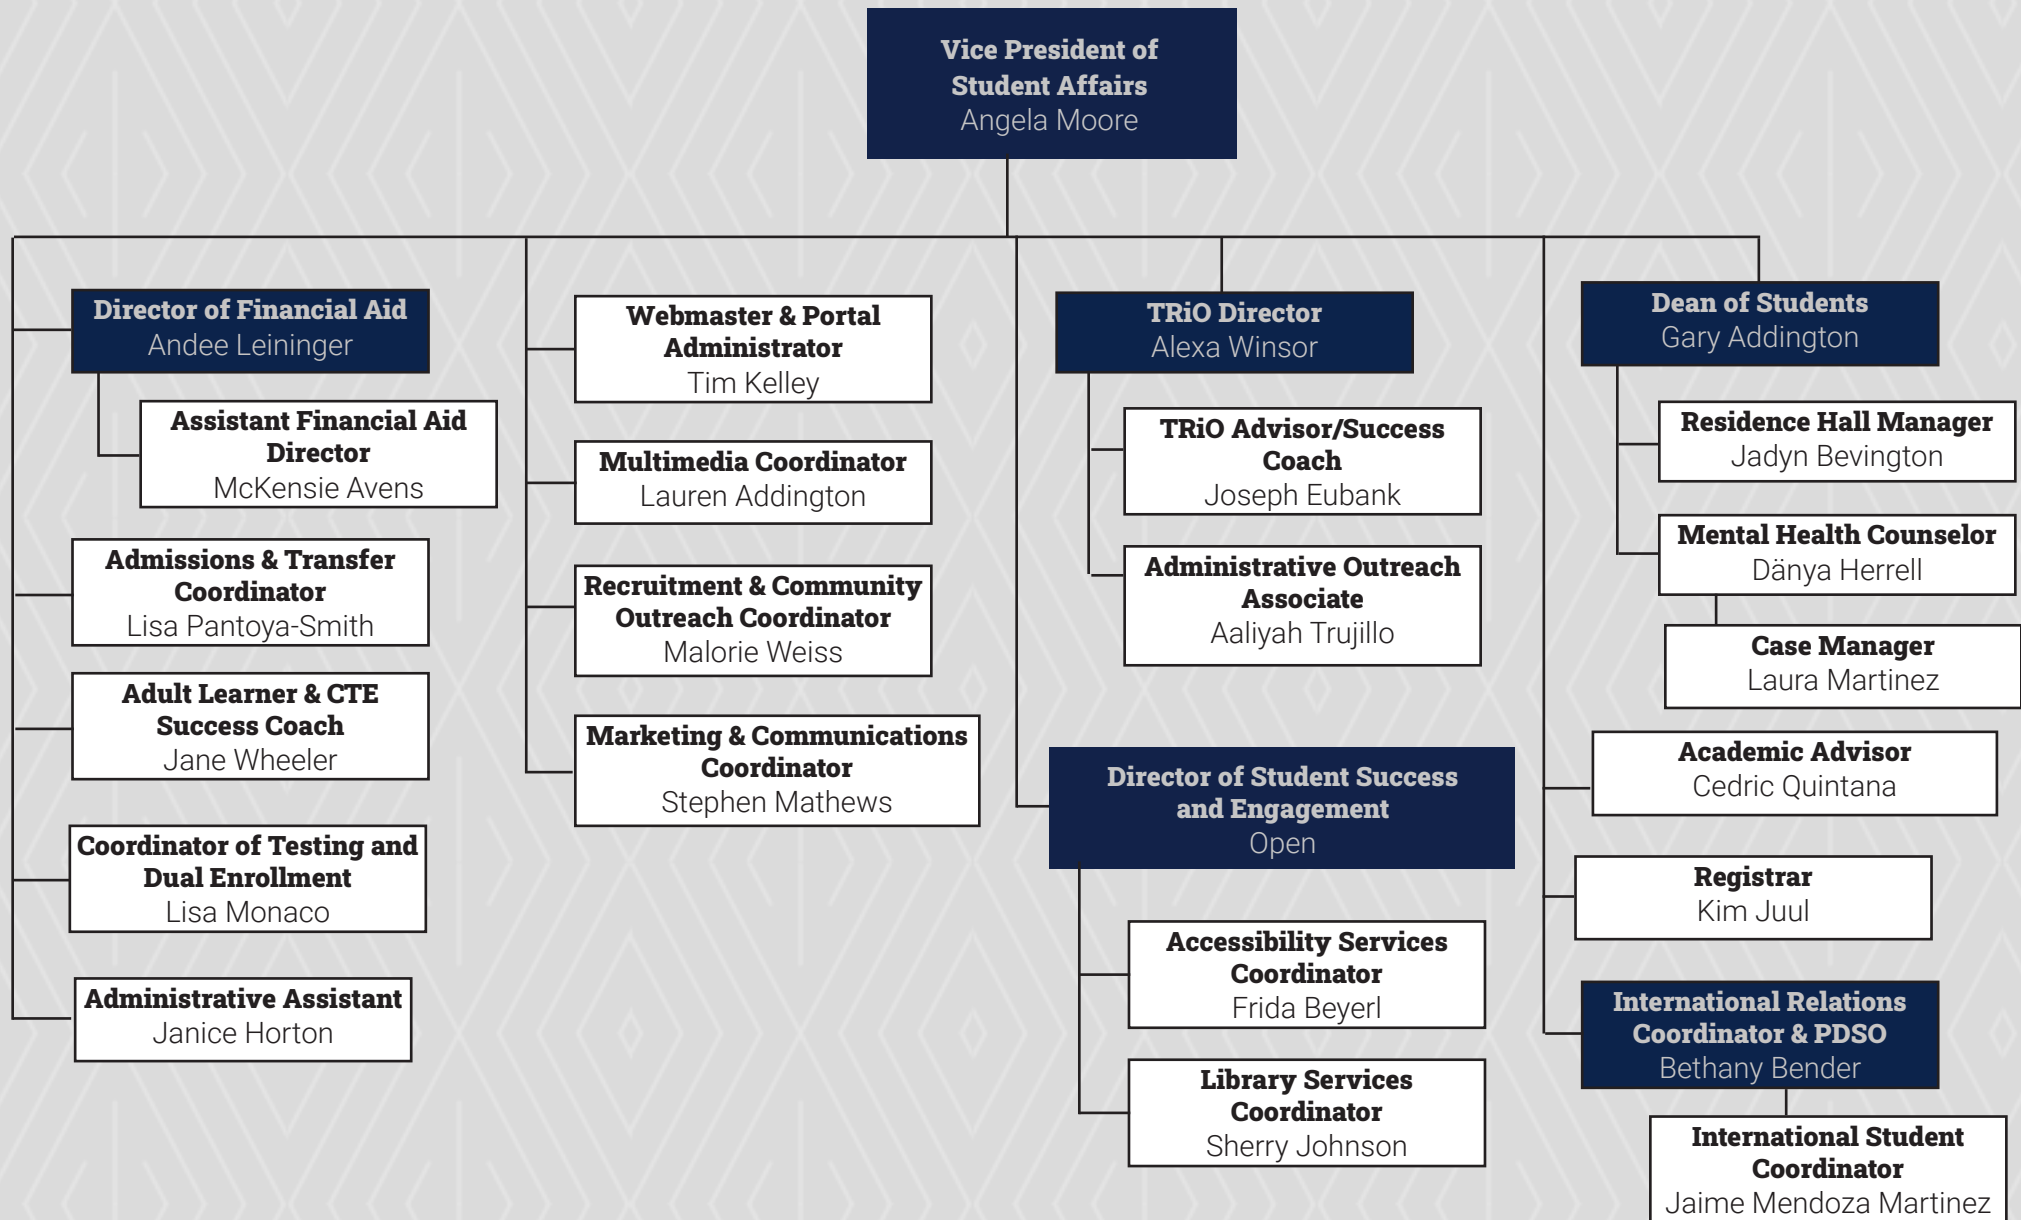 Vice President of
Student Affairs
Angela Moore
Director of Financial Aid
Andee Leininger
Assistant Financial Aid
Director
McKensie Avens
Admissions & Transfer
Coordinator
Lisa Pantoya-Smith
Adult Learner & CTE
Success Coach
Jane Wheeler
Coordinator of Testing and
Dual Enrollment
Lisa Monaco
Administrative Assistant
Janice Horton
Webmaster & Portal
Administrator
Tim Kelley
Multimedia Coordinator
Lauren Addington
Recruitment & Community
Outreach Coordinator
Malorie Weiss
Marketing & Communications
Coordinator
Stephen Mathews
TRiO Director
Alexa Winsor
TRiO Advisor/Success
Coach
Joseph Eubank
Administrative Outreach
Associate
Aaliyah Trujillo
Director of Student Success
and Engagement
Open
Accessibility Services
Coordinator
Frida Beyerl
Library Services
Coordinator
Sherry Johnson
Dean of Students
Gary Addington
Residence Hall Manager
Jadyn Bevington
Mental Health Counselor
Dänya Herrell
Case Manager
Laura Martinez
Academic Advisor
Cedric Quintana
Registrar
Kim Juul
International Relations
Coordinator & PDSO
Bethany Bender
International Student
Coordinator
Jaime Mendoza Martinez